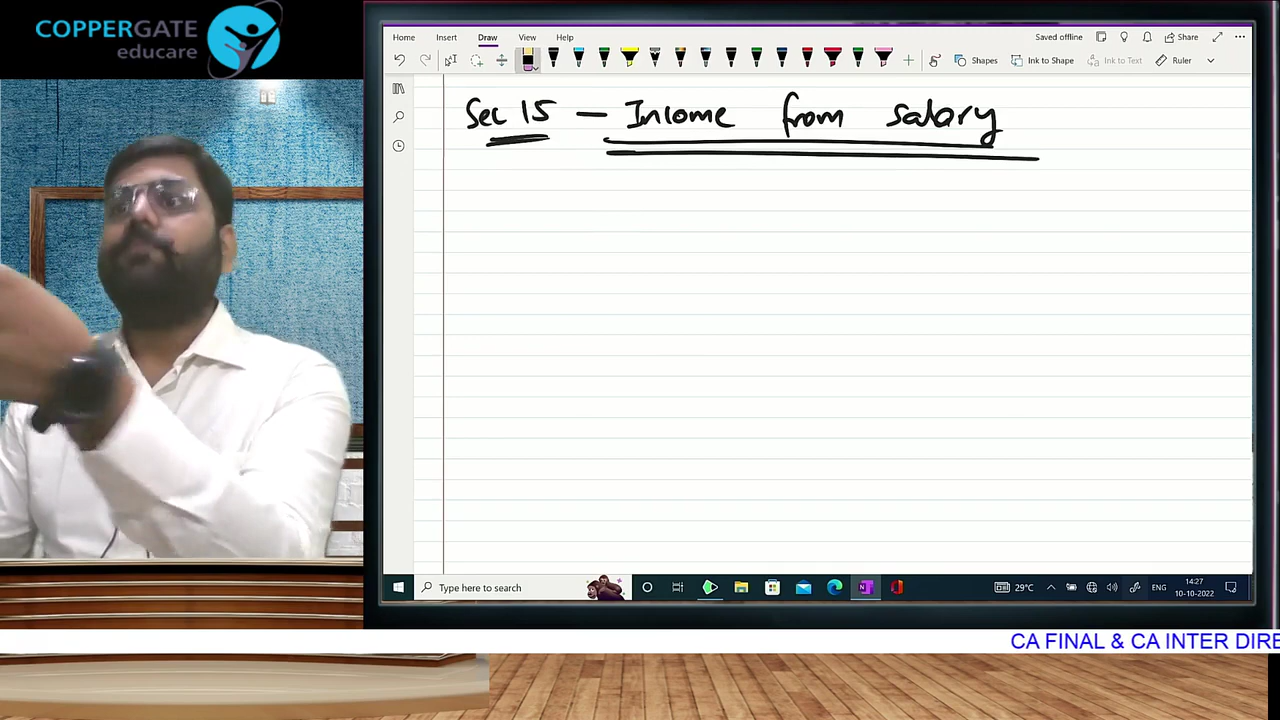 COPPERGATE
educare
Home Insert Draw View Help
Saved offline
Share
Shapes
Ink to Shape
Ink to Text
Ruler
Sec 15 — Income from salary
Type here to search
29°C
ENG
14:27
10-10-2022
CA FINAL & CA INTER DIRE